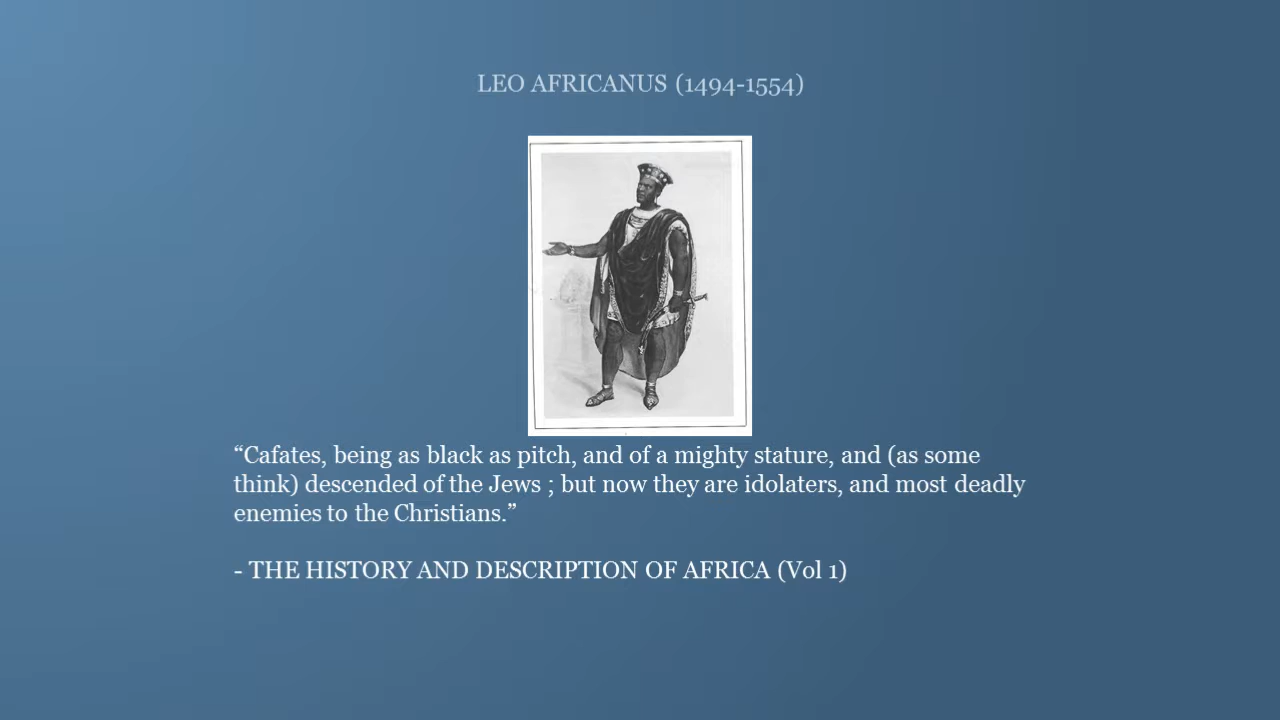 LEO AFRICANUS (1494-1554)
“Cafates, being as black as pitch, and of a mighty stature, and (as some
think) descended of the Jews ; but now they are idolaters, and most deadly
enemies to the Christians.”
- THE HISTORY AND DESCRIPTION OF AFRICA (Vol 1)